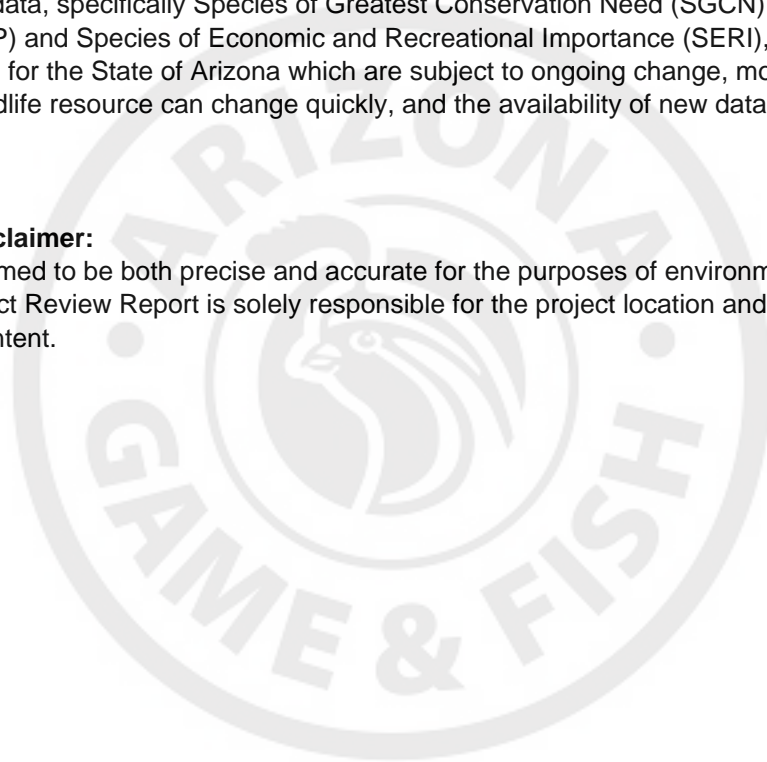 data, specifically Species of Greatest Conservation Need (SGCN)
P) and Species of Economic and Recreational Importance (SERI),
for the State of Arizona which are subject to ongoing change, mo
dlife resource can change quickly, and the availability of new data
claimer:
med to be both precise and accurate for the purposes of environm
ct Review Report is solely responsible for the project location and
ntent.
ARIZONA
GAME & FISH